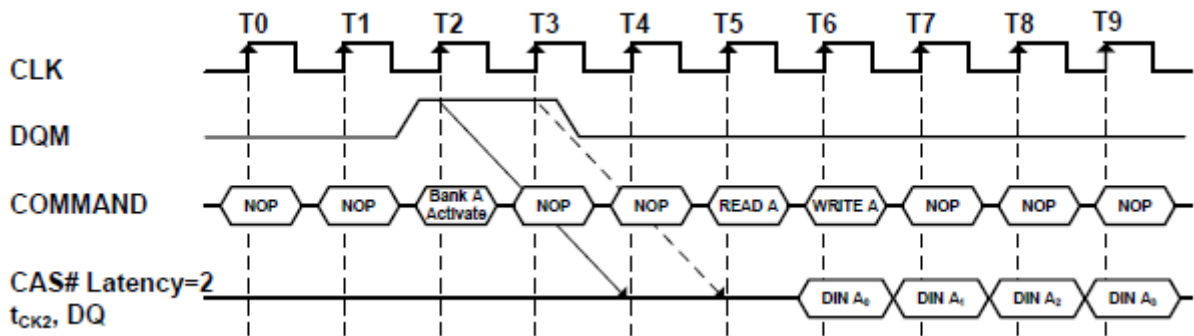 T0 T1 T2 T3 T4 T5 T6 T7 T8 T9
CLK
DQM
COMMAND NOP NOP Bank A Activate NOP NOP READ A WRITE A NOP NOP NOP
CAS# Latency=2
tCK2, DQ DIN A₀ DIN A₁ DIN A₂ DIN A₃